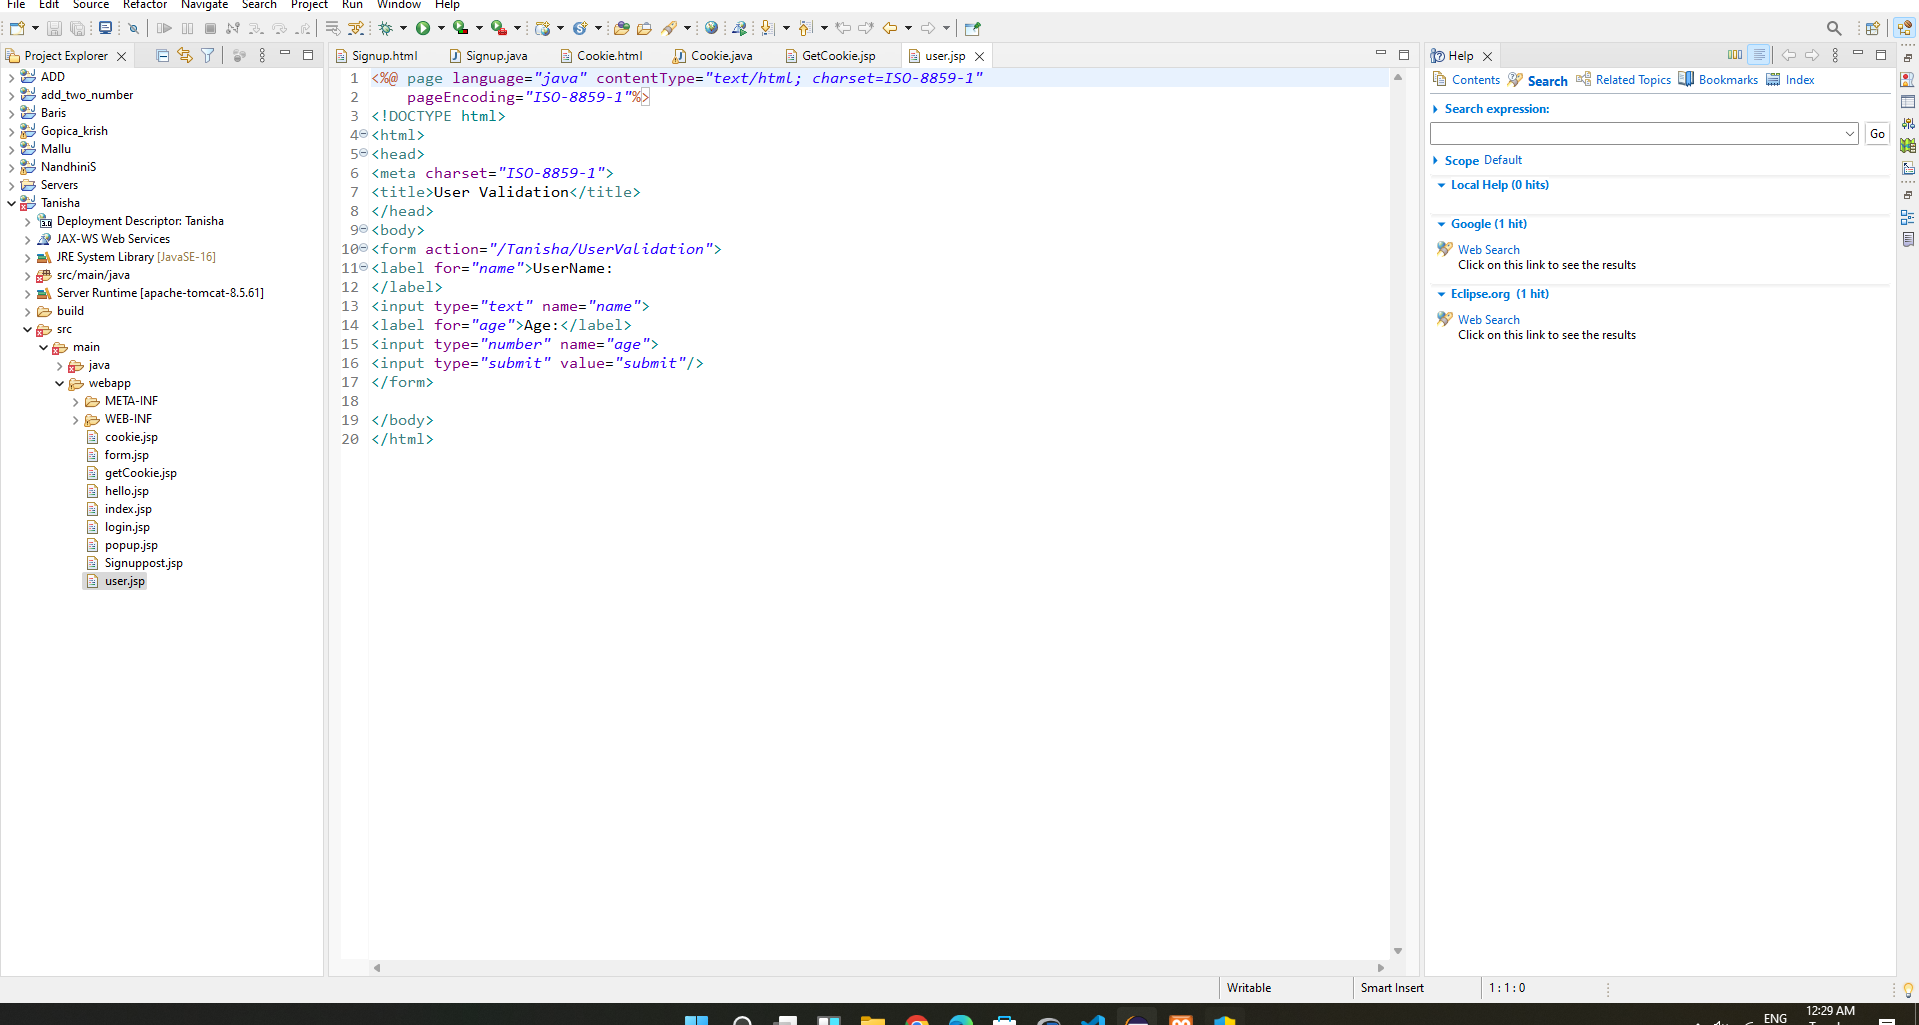 File Edit Source Refactor Navigate Search Project Run Window Help
Project Explorer
Signup.html Signup.java Cookie.html Cookie.java GetCookie.jsp user.jsp
Help
ADD
add_two_number
Baris
Gopica_krish
Mallu
NandhiniS
Servers
Tanisha
Deployment Descriptor: Tanisha
JAX-WS Web Services
JRE System Library [JavaSE-16]
src/main/java
Server Runtime [apache-tomcat-8.5.61]
build
src
main
java
webapp
META-INF
WEB-INF
cookie.jsp
form.jsp
getCookie.jsp
hello.jsp
index.jsp
login.jsp
popup.jsp
Signuppost.jsp
user.jsp
1 <%@ page language="java" contentType="text/html; charset=ISO-8859-1"
2 pageEncoding="ISO-8859-1"%>
3 <!DOCTYPE html>
4 <html>
5 <head>
6 <meta charset="ISO-8859-1">
7 <title>User Validation</title>
8 </head>
9 <body>
10 <form action="/Tanisha/UserValidation">
11 <label for="name">UserName:
12 </label>
13 <input type="text" name="name">
14 <label for="age">Age:</label>
15 <input type="number" name="age">
16 <input type="submit" value="submit"/>
17 </form>
18
19 </body>
20 </html>
Contents Search Related Topics Bookmarks Index
Search expression:
Go
Scope Default
Local Help (0 hits)
Google (1 hit)
Web Search
Click on this link to see the results
Eclipse.org (1 hit)
Web Search
Click on this link to see the results
Writable Smart Insert 1 : 1 : 0
ENG 12:29 AM